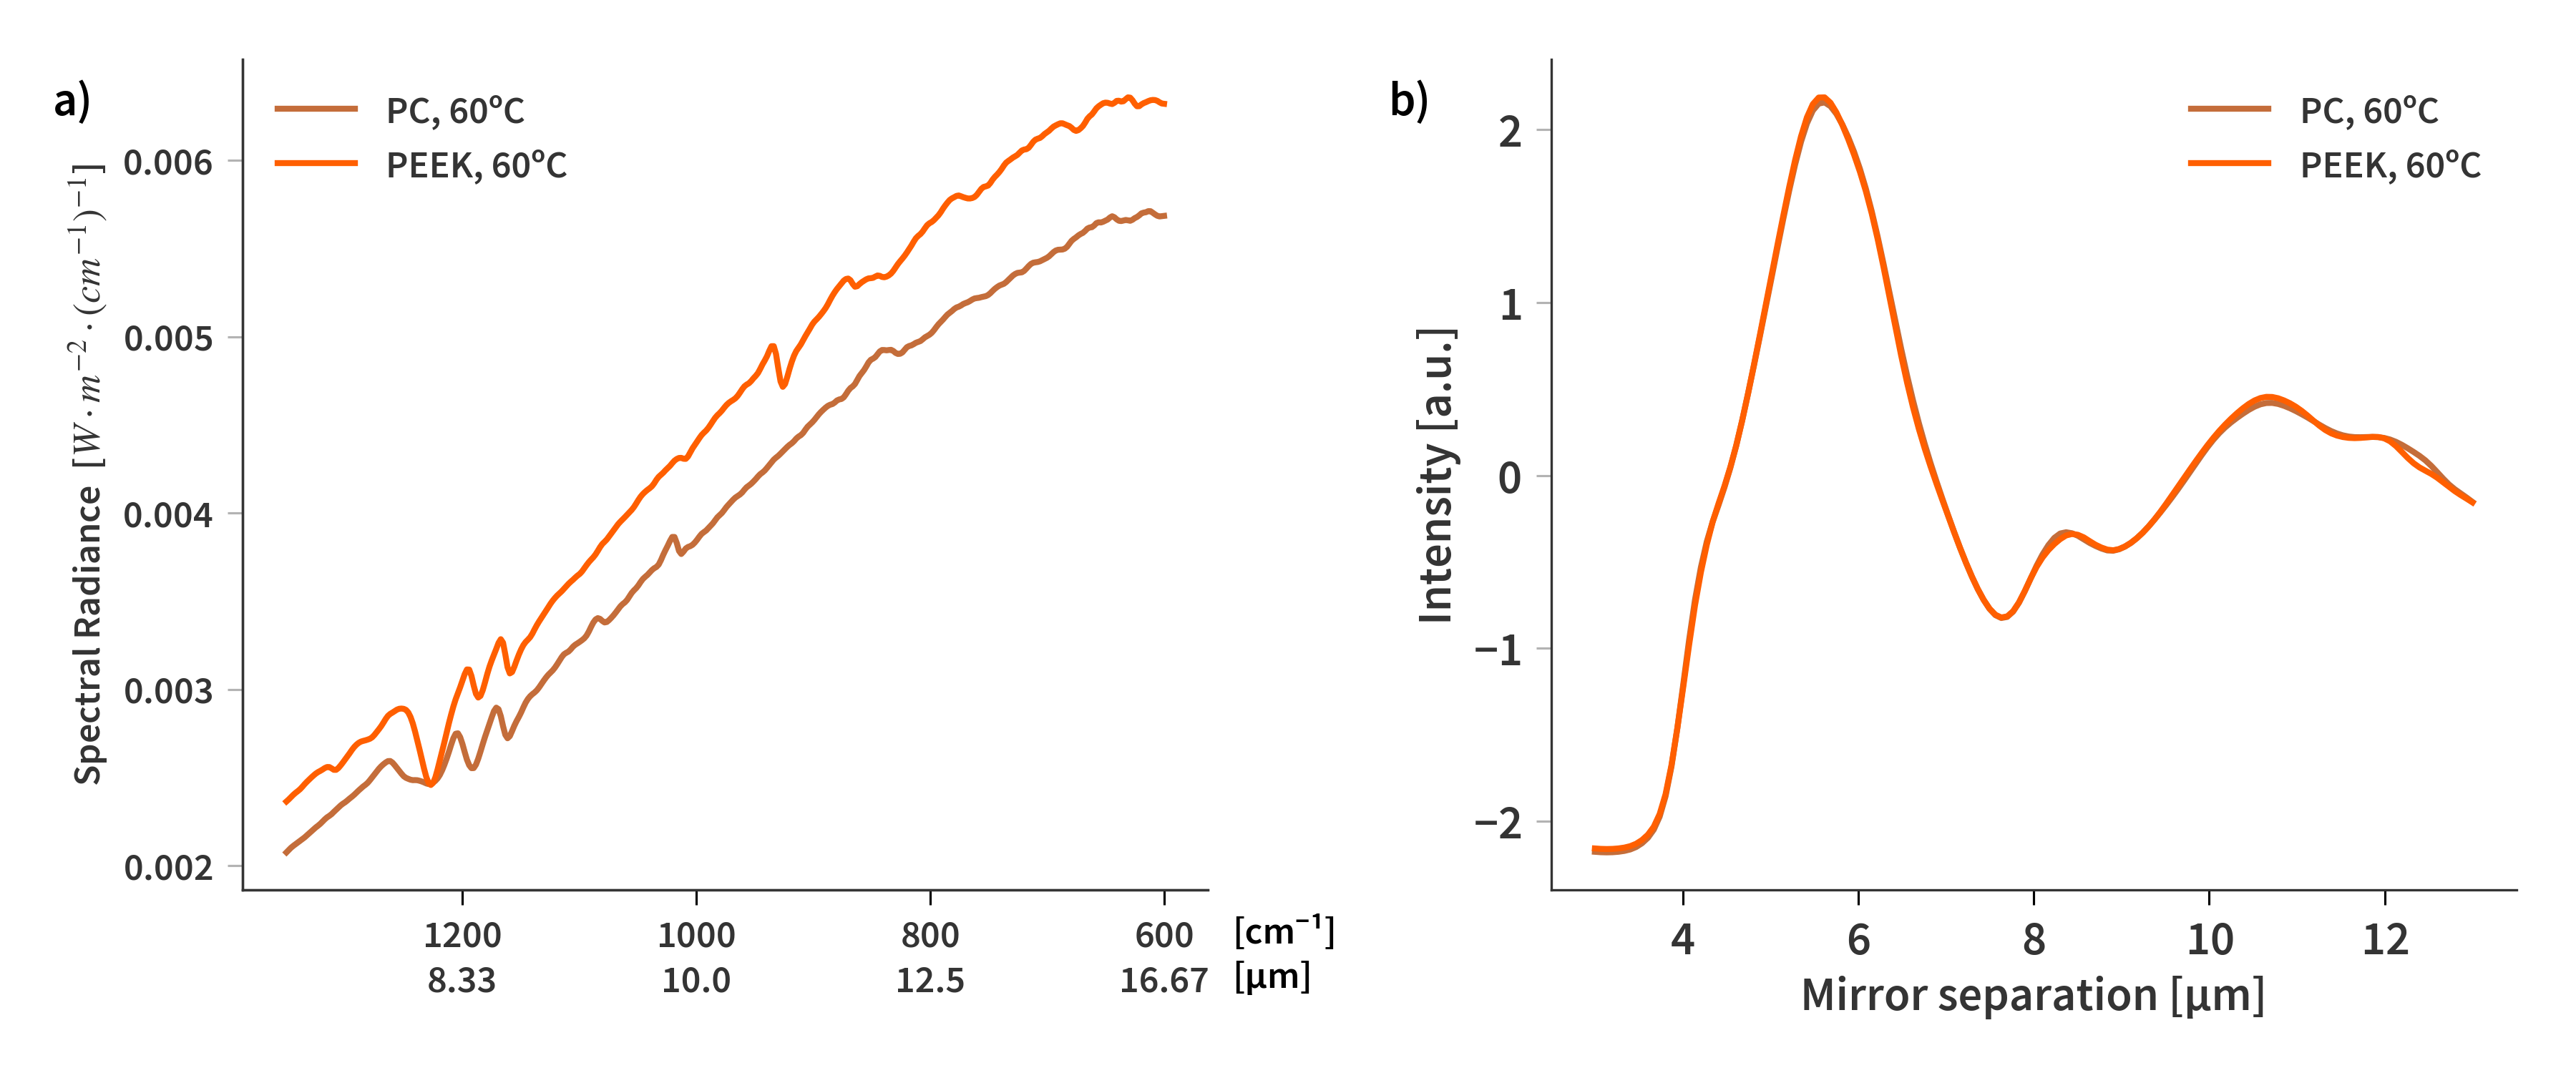 a)
PC, 60°C
PEEK, 60°C
Spectral Radiance [W·m⁻²·(cm⁻¹)⁻¹]
0.006
0.005
0.004
0.003
0.002
1200 1000 800 600 [cm⁻¹]
8.33 10.0 12.5 16.67 [µm]
b)
PC, 60°C
PEEK, 60°C
Intensity [a.u.]
2
1
0
−1
−2
4 6 8 10 12
Mirror separation [µm]